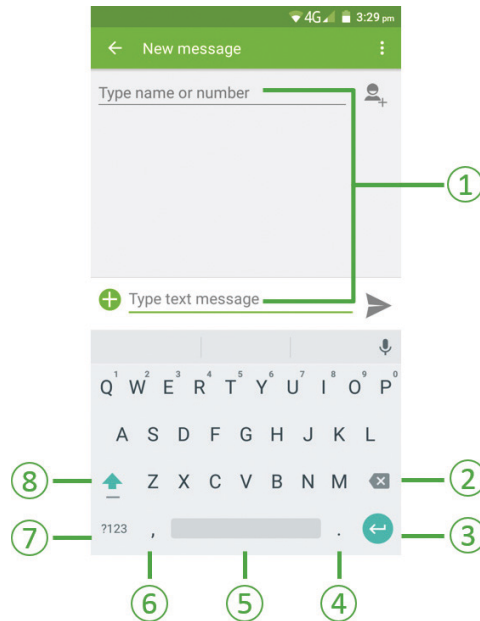 4G 3:29 pm
New message
Type name or number
1
Type text message
1 2 3 4 5 6 7 8 9 0
Q W E R T Y U I O P
A S D F G H J K L
8 Z X C V B N M 2
7 ?123 , . 3
6 5 4